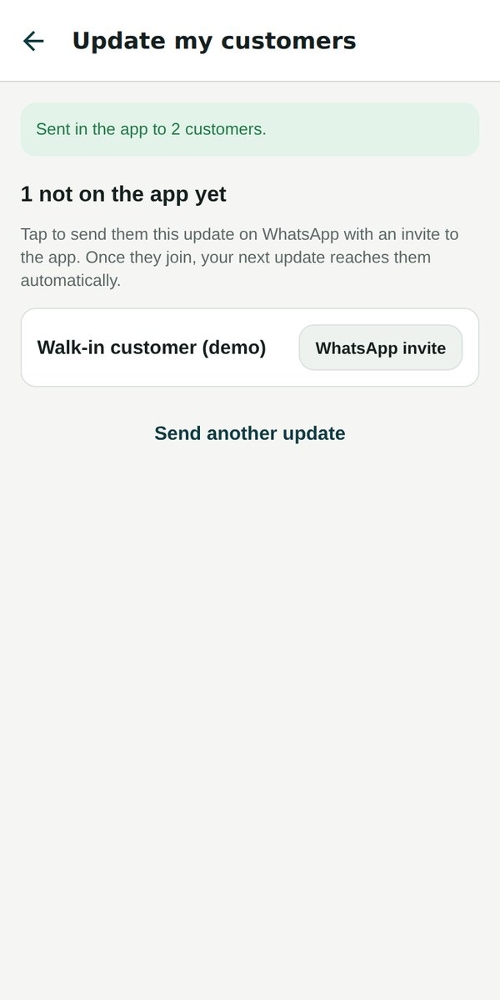 Update my customers
Sent in the app to 2 customers.
1 not on the app yet
Tap to send them this update on WhatsApp with an invite to
the app. Once they join, your next update reaches them
automatically.
Walk-in customer (demo)
WhatsApp invite
Send another update